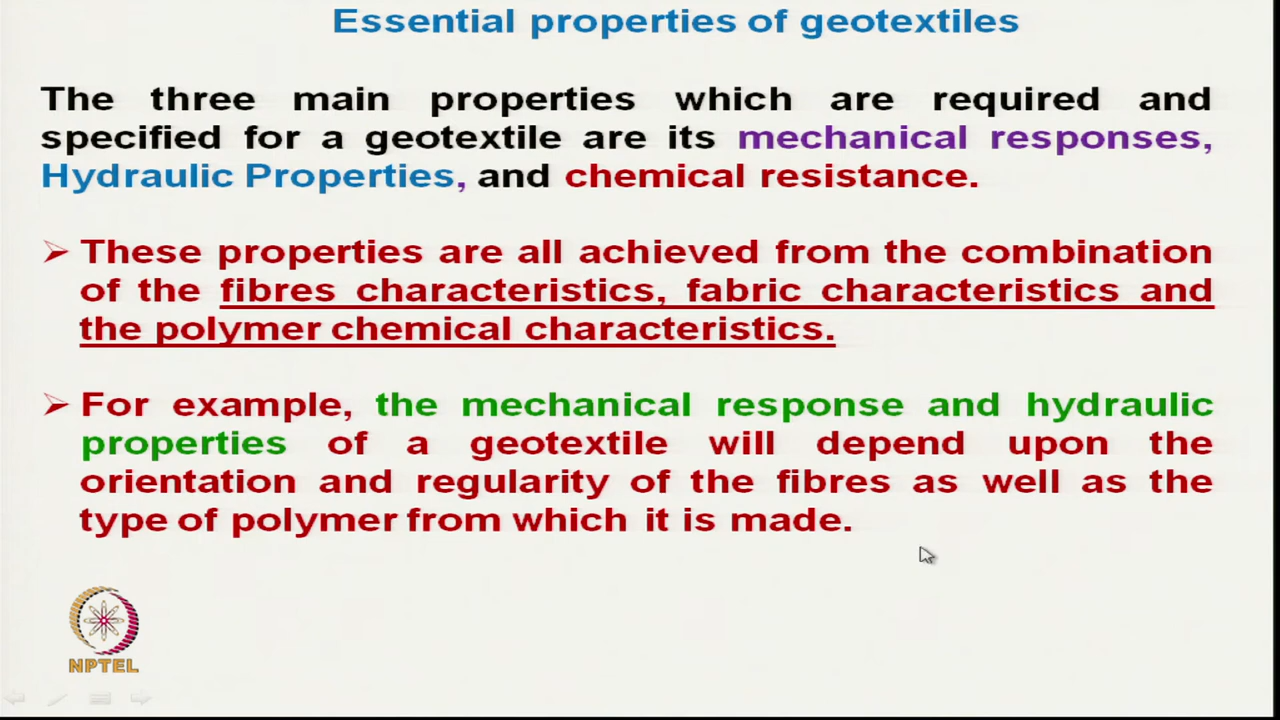 Essential properties of geotextiles
The three main properties which are required and
specified for a geotextile are its mechanical responses,
Hydraulic Properties, and chemical resistance.
These properties are all achieved from the combination
of the fibres characteristics, fabric characteristics and
the polymer chemical characteristics.
For example, the mechanical response and hydraulic
properties of a geotextile will depend upon the
orientation and regularity of the fibres as well as the
type of polymer from which it is made.
NPTEL